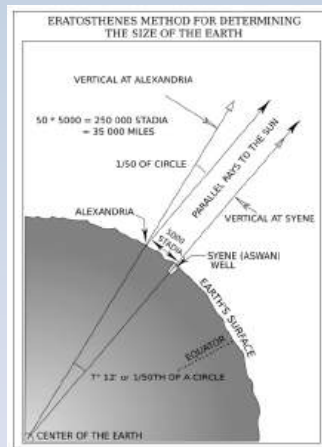 ERATOSTHENES METHOD FOR DETERMINING
THE SIZE OF THE EARTH
VERTICAL AT ALEXANDRIA
50 * 5000 = 250 000 STADIA
= 35 000 MILES
1/50 OF CIRCLE
PARALLEL RAYS TO THE SUN
ALEXANDRIA
VERTICAL AT SYENE
5000
STADIA
SYENE (ASWAN)
WELL
EARTH'S SURFACE
EQUATOR
7° 12' or 1/50TH OF A CIRCLE
CENTER OF THE EARTH